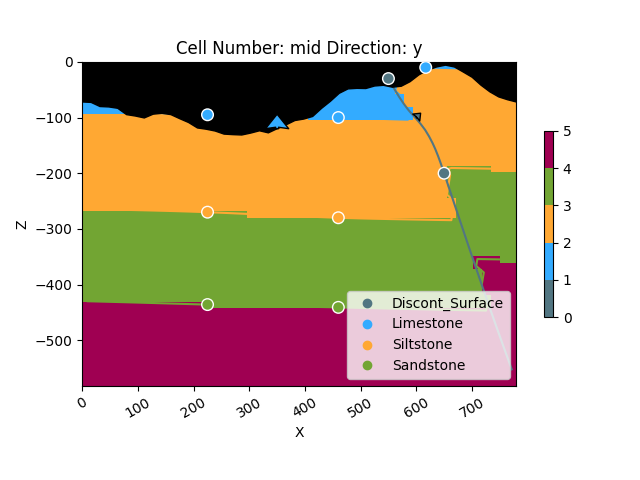 Cell Number: mid Direction: y
0
−100
−200
−300
−400
−500
Z
0
100
200
300
400
500
600
700
X
Discont_Surface
Limestone
Siltstone
Sandstone
5
4
3
2
1
0